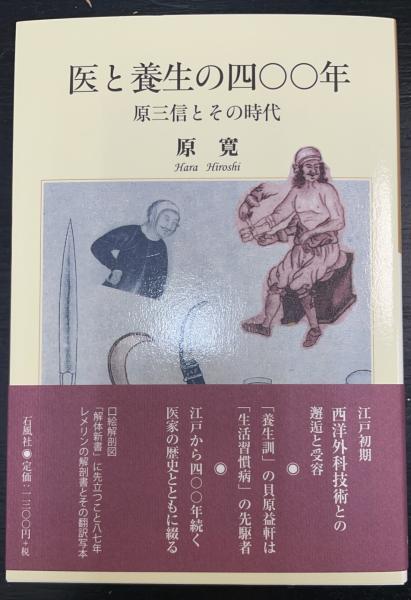 医と養生の四〇〇年
原三信とその時代
原 寛
Hara Hiroshi
江戸初期
西洋外科技術との
邂逅と受容
◉
「養生訓」の貝原益軒は
「生活習慣病」の先駆者
◉
江戸から四〇〇年続く
医家の歴史とともに綴る
口絵解剖図
「解体新書」に先立つこと八七年
レメリンの解剖書とその翻訳写本
石風社◉定価:一三〇〇円+税